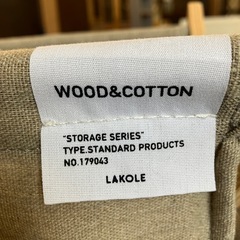 WOOD&COTTON
"STORAGE SERIES"
TYPE.STANDARD PRODUCTS
NO.179043
LAKOLE